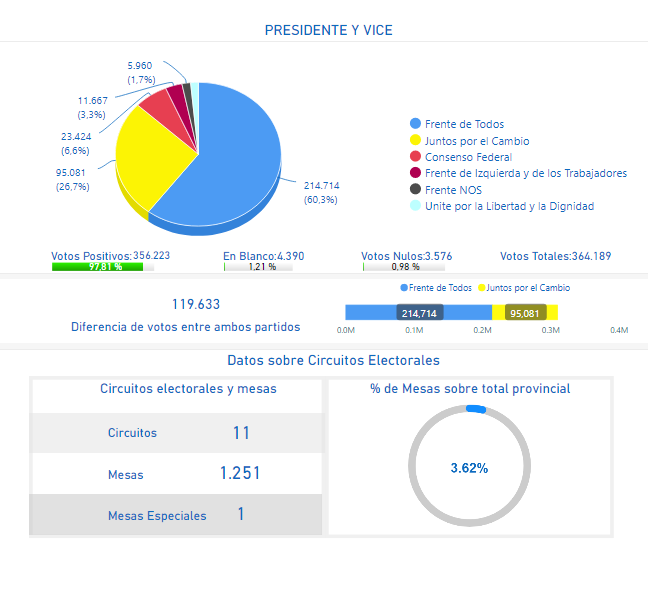 PRESIDENTE Y VICE
5.960
(1,7%)
11.667
(3,3%)
23.424
(6,6%)
95.081
(26,7%)
214.714
(60,3%)
Frente de Todos
Juntos por el Cambio
Consenso Federal
Frente de Izquierda y de los Trabajadores
Frente NOS
Unite por la Libertad y la Dignidad
Votos Positivos:356.223
97,81 %
En Blanco:4.390
1,21 %
Votos Nulos:3.576
0,98 %
Votos Totales:364.189
119.633
Diferencia de votos entre ambos partidos
Frente de Todos Juntos por el Cambio
214,714 95,081
0.0M 0.1M 0.2M 0.3M 0.4M
Datos sobre Circuitos Electorales
Circuitos electorales y mesas
Circuitos 11
Mesas 1.251
Mesas Especiales 1
% de Mesas sobre total provincial
3.62%